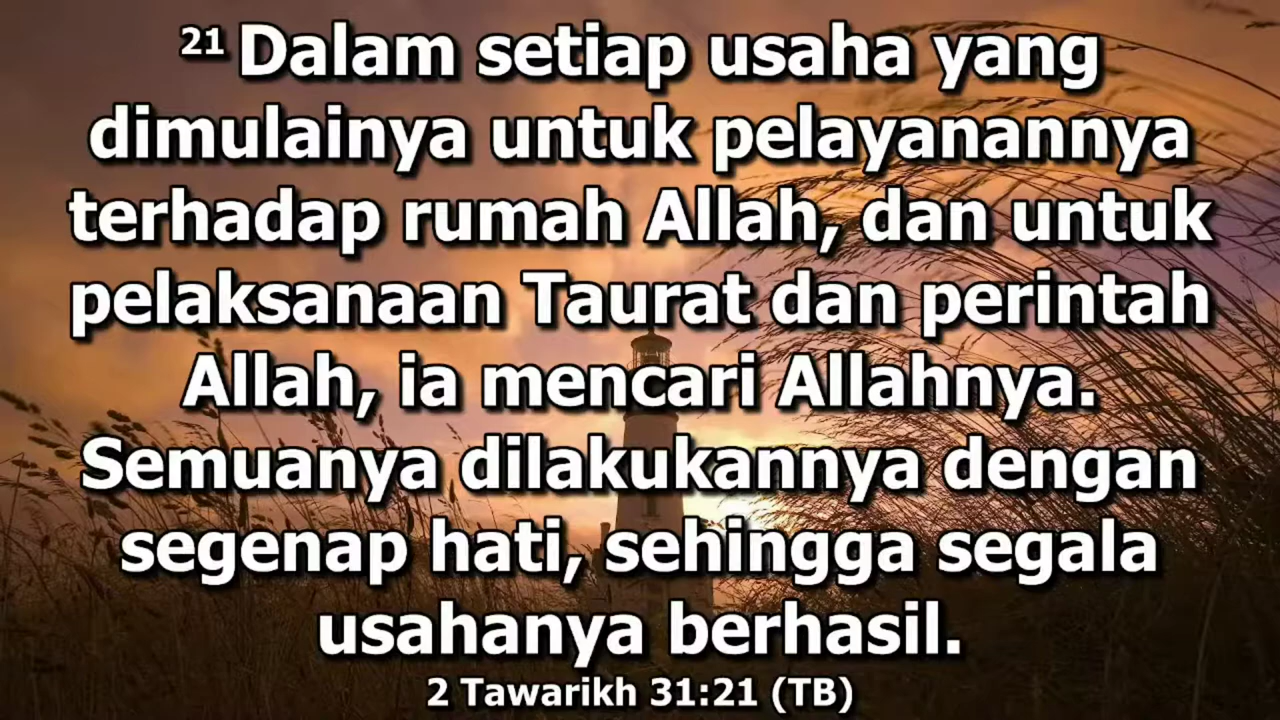 21 Dalam setiap usaha yang
dimulainya untuk pelayanannya
terhadap rumah Allah, dan untuk
pelaksanaan Taurat dan perintah
Allah, ia mencari Allahnya.
Semuanya dilakukannya dengan
segenap hati, sehingga segala
usahanya berhasil.
2 Tawarikh 31:21 (TB)